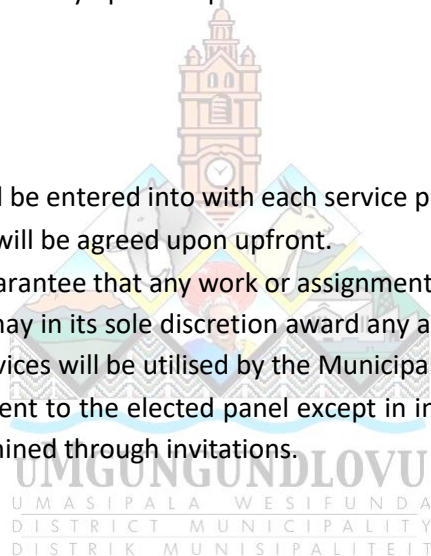 l be entered into with each service p
will be agreed upon upfront.
arantee that any work or assignment
nay in its sole discretion award any a
vices will be utilised by the Municipa
ent to the elected panel except in in
nined through invitations.
UMGUNGUNDLOVU
UMASIPALA WESIFUNDA
DISTRICT MUNICIPALITY
DISTRIK MUNISIPALITEIT